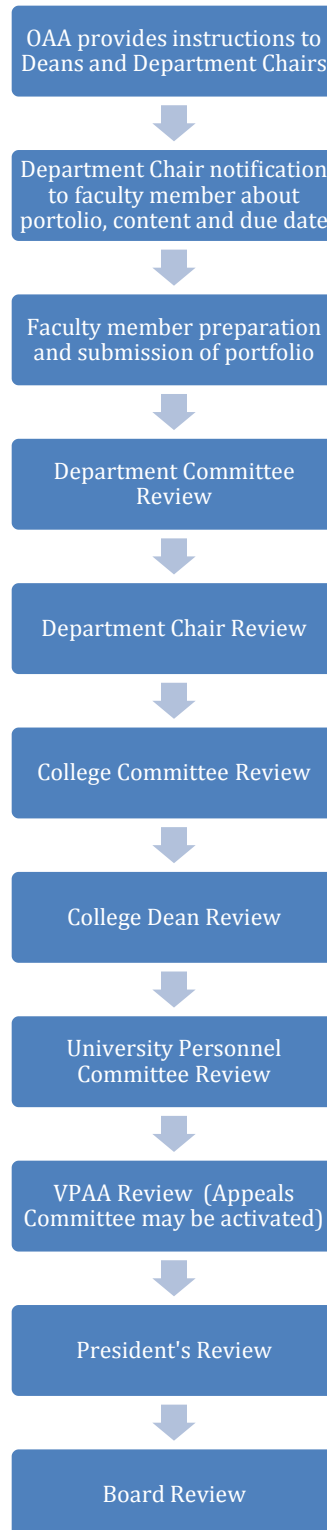 OAA provides instructions to
Deans and Department Chairs
Department Chair notification
to faculty member about
portolio, content and due date
Faculty member preparation
and submission of portfolio
Department Committee
Review
Department Chair Review
College Committee Review
College Dean Review
University Personnel
Committee Review
VPAA Review (Appeals
Committee may be activated)
President's Review
Board Review